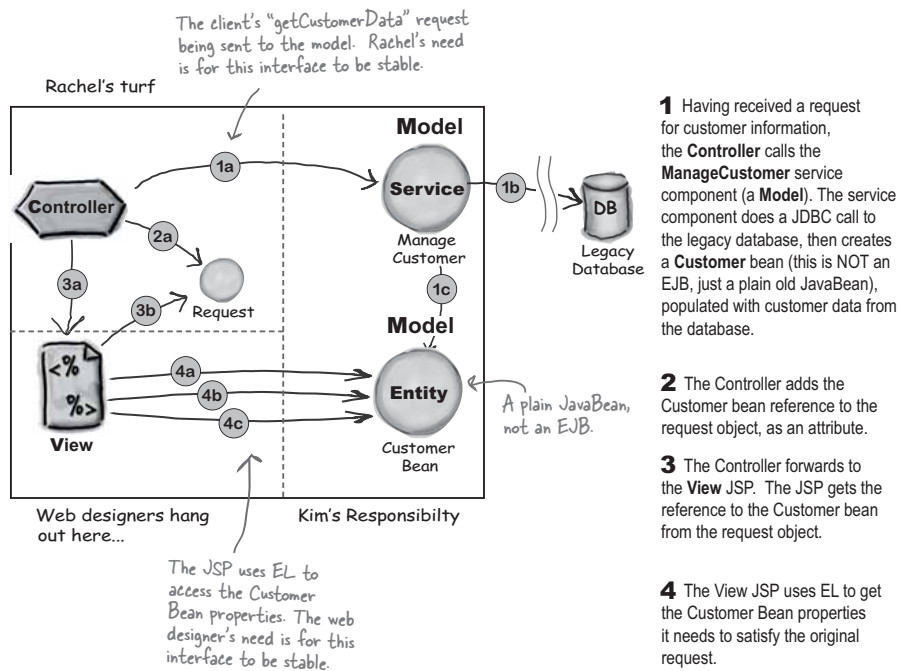 The client's "getCustomerData" request
being sent to the model. Rachel's need
is for this interface to be stable.
Rachel's turf
Model
1a
Service
1b
DB
Controller
2a
Manage
Customer
Legacy
Database
3a
Request
1c
3b
Model
<%
%>
4a
4b
4c
Entity
A plain JavaBean,
not an EJB.
View
Customer
Bean
Web designers hang
out here...
Kim's Responsibilty
The JSP uses EL to
access the Customer
Bean properties. The web
designer's need is for this
interface to be stable.
1 Having received a request
for customer information,
the Controller calls the
ManageCustomer service
component (a Model). The service
component does a JDBC call to
the legacy database, then creates
a Customer bean (this is NOT an
EJB, just a plain old JavaBean),
populated with customer data from
the database.
2 The Controller adds the
Customer bean reference to the
request object, as an attribute.
3 The Controller forwards to
the View JSP. The JSP gets the
reference to the Customer bean
from the request object.
4 The View JSP uses EL to get
the Customer Bean properties
it needs to satisfy the original
request.